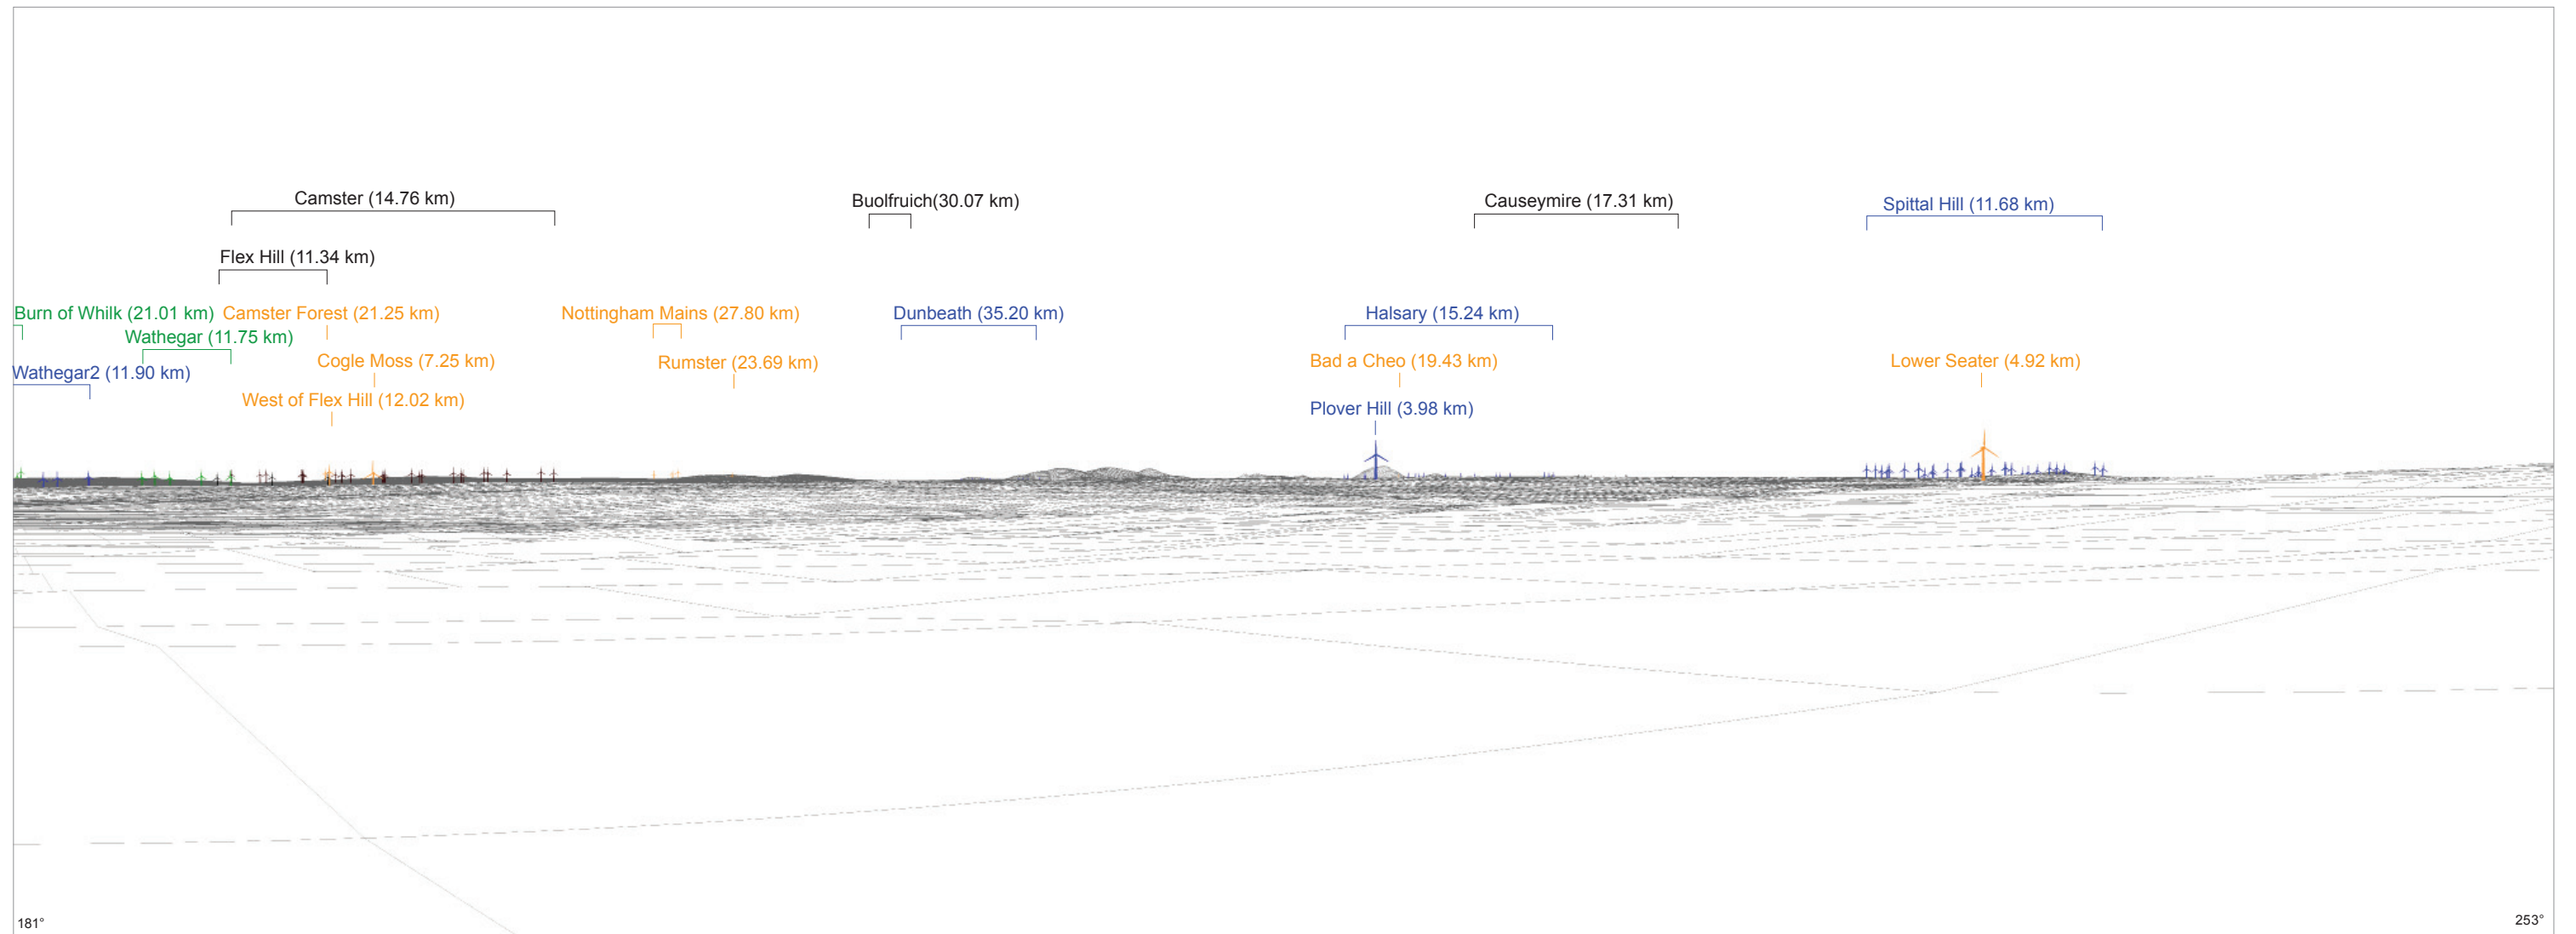 Camster (14.76 km)
Buolfruich(30.07 km)
Causeymire (17.31 km)
Spittal Hill (11.68 km)
Flex Hill (11.34 km)
Burn of Whilk (21.01 km)
Camster Forest (21.25 km)
Nottingham Mains (27.80 km)
Dunbeath (35.20 km)
Halsary (15.24 km)
Wathegar (11.75 km)
Cogle Moss (7.25 km)
Rumster (23.69 km)
Bad a Cheo (19.43 km)
Lower Seater (4.92 km)
Wathegar2 (11.90 km)
West of Flex Hill (12.02 km)
Plover Hill (3.98 km)
181°
253°